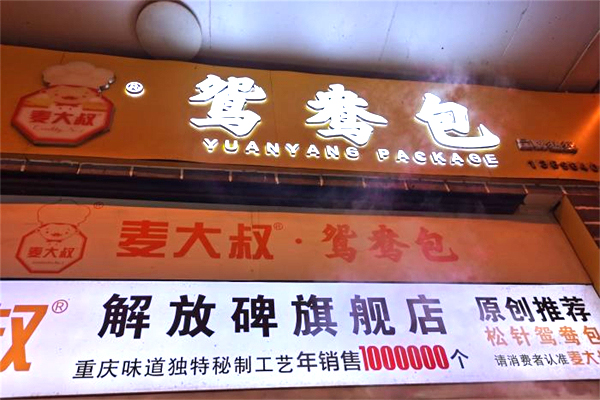 麦大叔®
鸳鸯包
YUANYANG PACKAGE
麦大叔
®
麦大叔®·鸳鸯包
叔®
解放碑旗舰店
重庆味道独特秘制工艺年销售1000000个
原创推荐
松针鸳鸯包
请消费者认准麦大